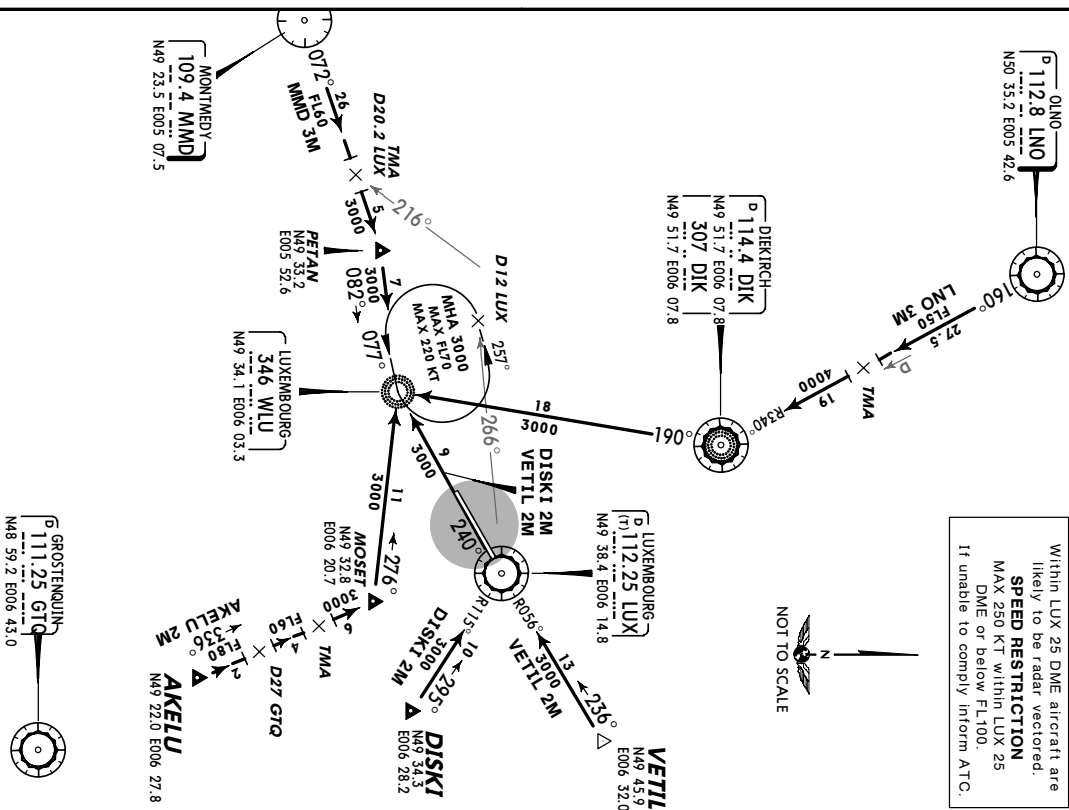 Within LUX 25 DME aircraft are
likely to be radar vectored.
SPEED RESTRICTION
MAX 250 KT within LUX 25
DME or below FL100.
If unable to comply inform ATC.
NOT TO SCALE
N
OLNO
D 112.8 LNO
N50 35.2 E005 42.6
160°
27.5
FL50
LNO 3M
D
TMA
19
4000
R340°
DIEKIRCH
D 114.4 DIK
N49 51.7 E006 07.8
307 DIK
N49 51.7 E006 07.8
190°
18
3000
MONTMEDY
109.4 MMD
N49 23.5 E005 07.5
072°
26
FL60
MMD 3M
TMA
D20.2 LUX
216°
5
3000
PETAN
N49 33.2
E005 52.6
7
3000
082°
077°
D12 LUX
257°
MHA 3000
MAX FL70
MAX 220 KT
266°
LUXEMBOURG
346 WLU
N49 34.1 E006 03.3
9
3000
DISKI 2M
VETIL 2M
240°
LUXEMBOURG
D (T) 112.25 LUX
N49 38.4 E006 14.8
R056°
R115°
13
3000
VETIL 2M
236°
VETIL
N49 45.9
E006 32.0
10
3000
DISKI 2M
295°
DISKI
N49 34.3
E006 28.2
11
3000
276°
MOSET
N49 32.8
E006 20.7
6
3000
TMA
4
FL60
D27 GTQ
2
FL80
336°
AKELU 2M
AKELU
N49 22.0 E006 27.8
GROSTENQUIN
D 111.25 GTQ
N48 59.2 E006 43.0